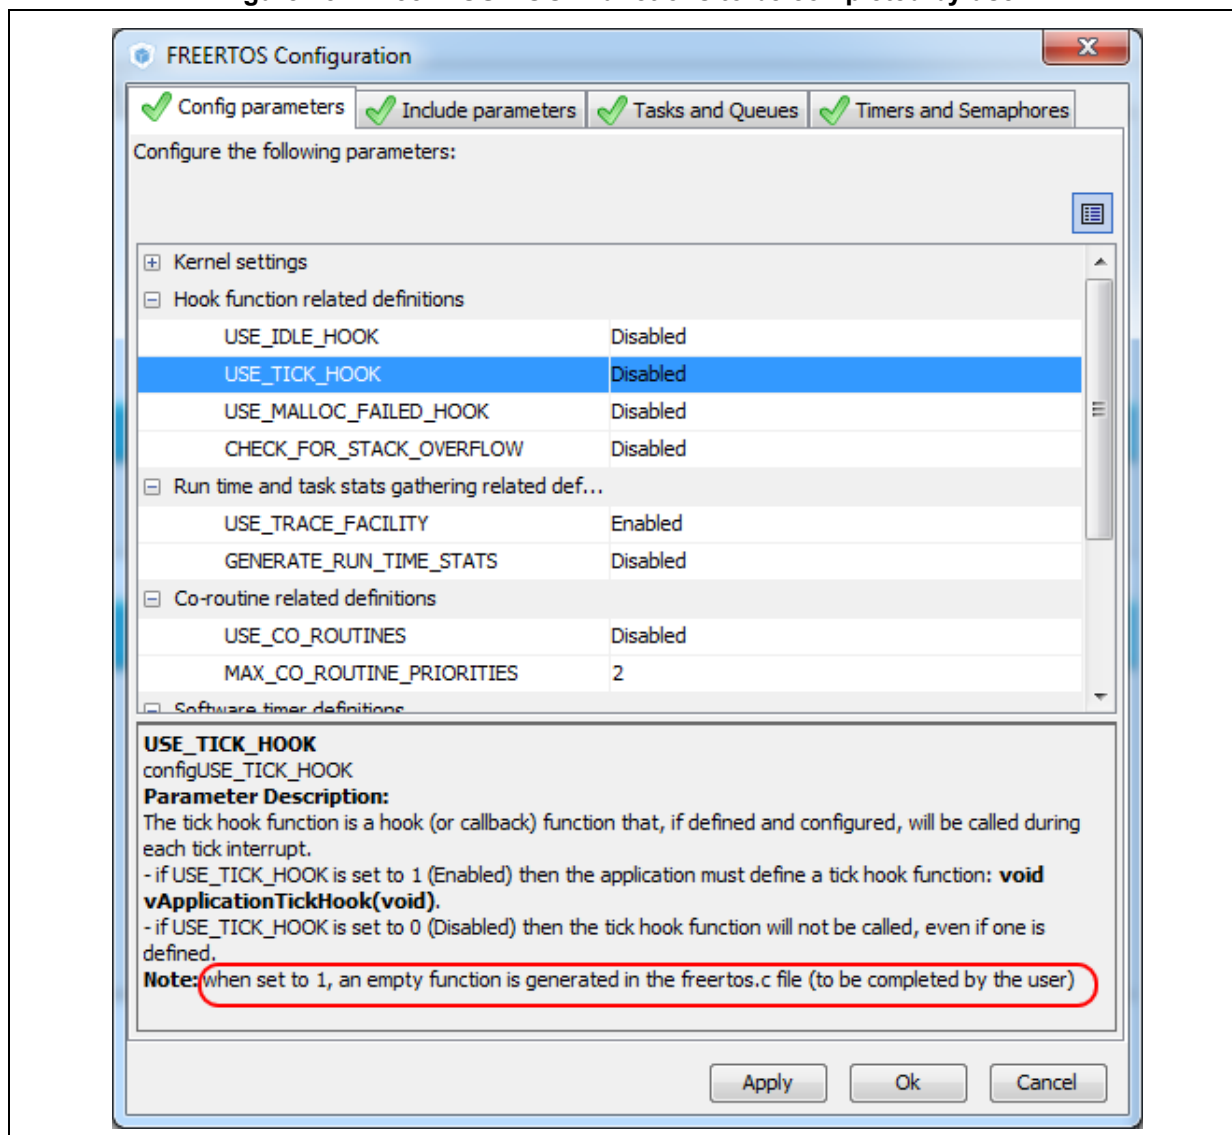 FREERTOS Configuration
Config parameters Include parameters Tasks and Queues Timers and Semaphores
Configure the following parameters:
Kernel settings
Hook function related definitions
USE_IDLE_HOOK Disabled
USE_TICK_HOOK Disabled
USE_MALLOC_FAILED_HOOK Disabled
CHECK_FOR_STACK_OVERFLOW Disabled
Run time and task stats gathering related def...
USE_TRACE_FACILITY Enabled
GENERATE_RUN_TIME_STATS Disabled
Co-routine related definitions
USE_CO_ROUTINES Disabled
MAX_CO_ROUTINE_PRIORITIES 2
Software timer definitions
USE_TICK_HOOK
configUSE_TICK_HOOK
Parameter Description:
The tick hook function is a hook (or callback) function that, if defined and configured, will be called during
each tick interrupt.
- if USE_TICK_HOOK is set to 1 (Enabled) then the application must define a tick hook function: void
vApplicationTickHook(void).
- if USE_TICK_HOOK is set to 0 (Disabled) then the tick hook function will not be called, even if one is
defined.
Note: when set to 1, an empty function is generated in the freertos.c file (to be completed by the user)
Apply Ok Cancel